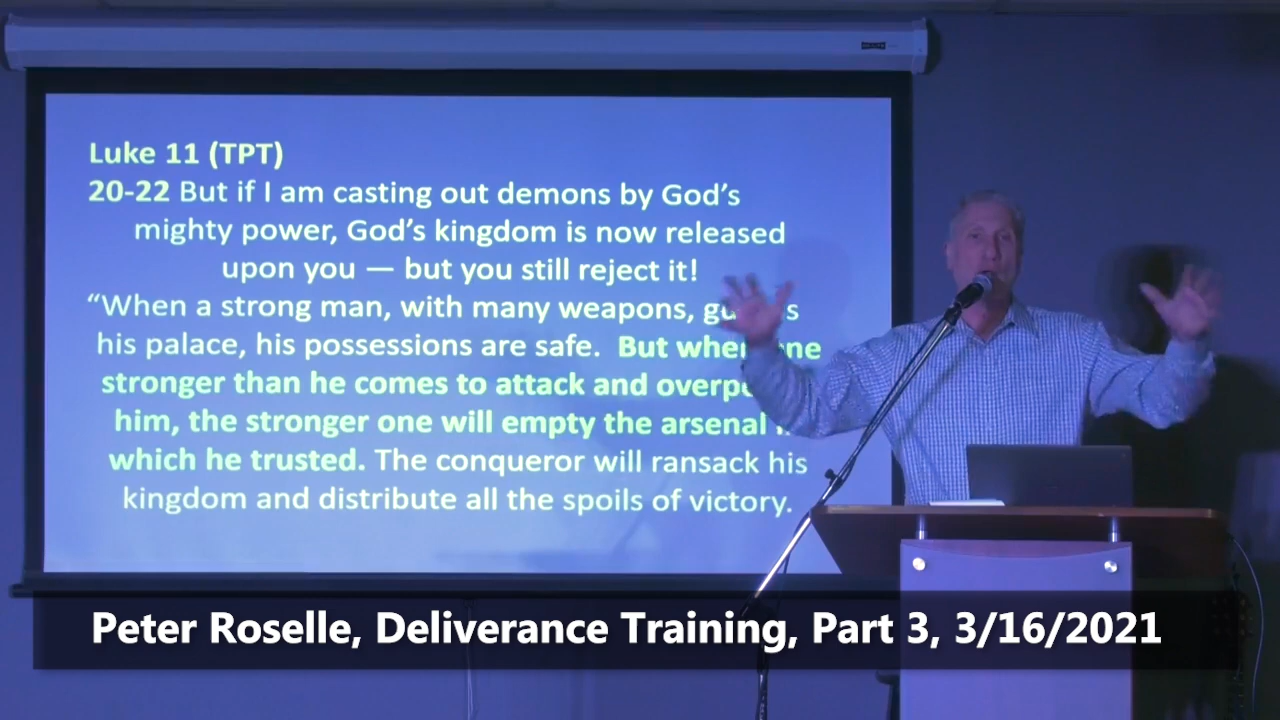 Luke 11 (TPT)
20-22 But if I am casting out demons by God's
mighty power, God's kingdom is now released
upon you — but you still reject it!
“When a strong man, with many weapons,
his palace, his possessions are safe. But when
stronger than he comes to attack and
him, the stronger one will empty the arsenal
which he trusted. The conqueror will ransack his
kingdom and distribute all the spoils of victory.
Peter Roselle, Deliverance Training, Part 3, 3/16/2021